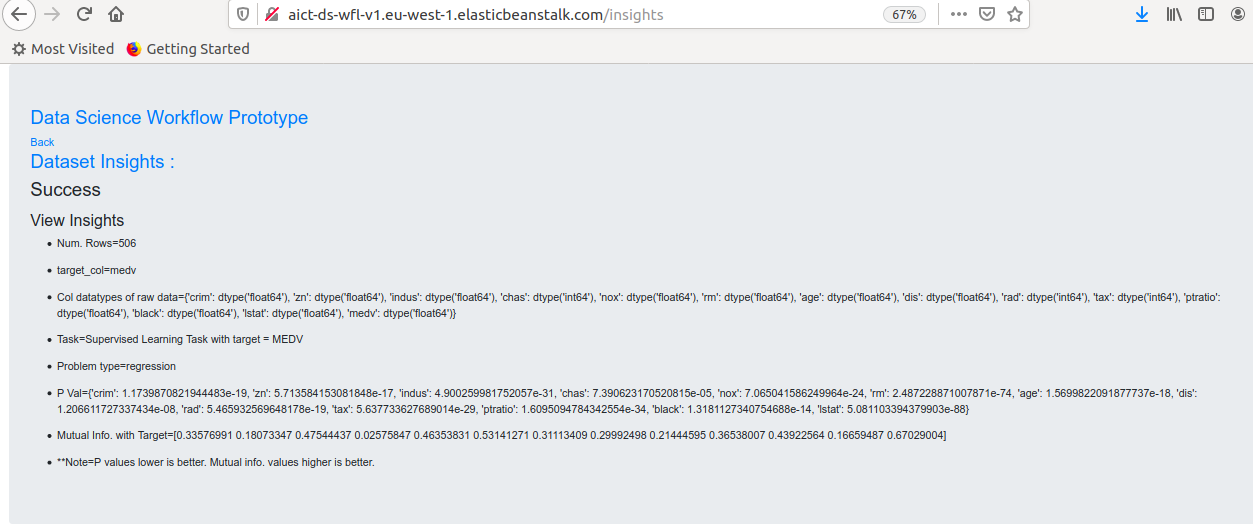 aict-ds-wfl-v1.eu-west-1.elasticbeanstalk.com/insights
67%
Most Visited
Getting Started
Data Science Workflow Prototype
Back
Dataset Insights :
Success
View Insights
• Num. Rows=506
• target_col=medv
• Col datatypes of raw data={'crim': dtype('float64'), 'zn': dtype('float64'), 'indus': dtype('float64'), 'chas': dtype('int64'), 'nox': dtype('float64'), 'rm': dtype('float64'), 'age': dtype('float64'), 'dis': dtype('float64'), 'rad': dtype('int64'), 'tax': dtype('int64'), 'ptratio':
dtype('float64'), 'black': dtype('float64'), 'lstat': dtype('float64'), 'medv': dtype('float64')}
• Task=Supervised Learning Task with target = MEDV
• Problem type=regression
• P Val={'crim': 1.1739870821944483e-19, 'zn': 5.713584153081848e-17, 'indus': 4.900259981752057e-31, 'chas': 7.390623170520815e-05, 'nox': 7.065041586249964e-24, 'rm': 2.487228871007871e-74, 'age': 1.5699822091877737e-18, 'dis':
1.206611727337434e-08, 'rad': 5.465932569648178e-19, 'tax': 5.637733627689014e-29, 'ptratio': 1.6095094784342554e-34, 'black': 1.3181127340754688e-14, 'lstat': 5.081103394379903e-88}
• Mutual Info. with Target=[0.33576991 0.18073347 0.47544437 0.02575847 0.46353831 0.53141271 0.31113409 0.29992498 0.21444595 0.36538007 0.43922564 0.16659487 0.67029004]
• **Note=P values lower is better. Mutual info. values higher is better.